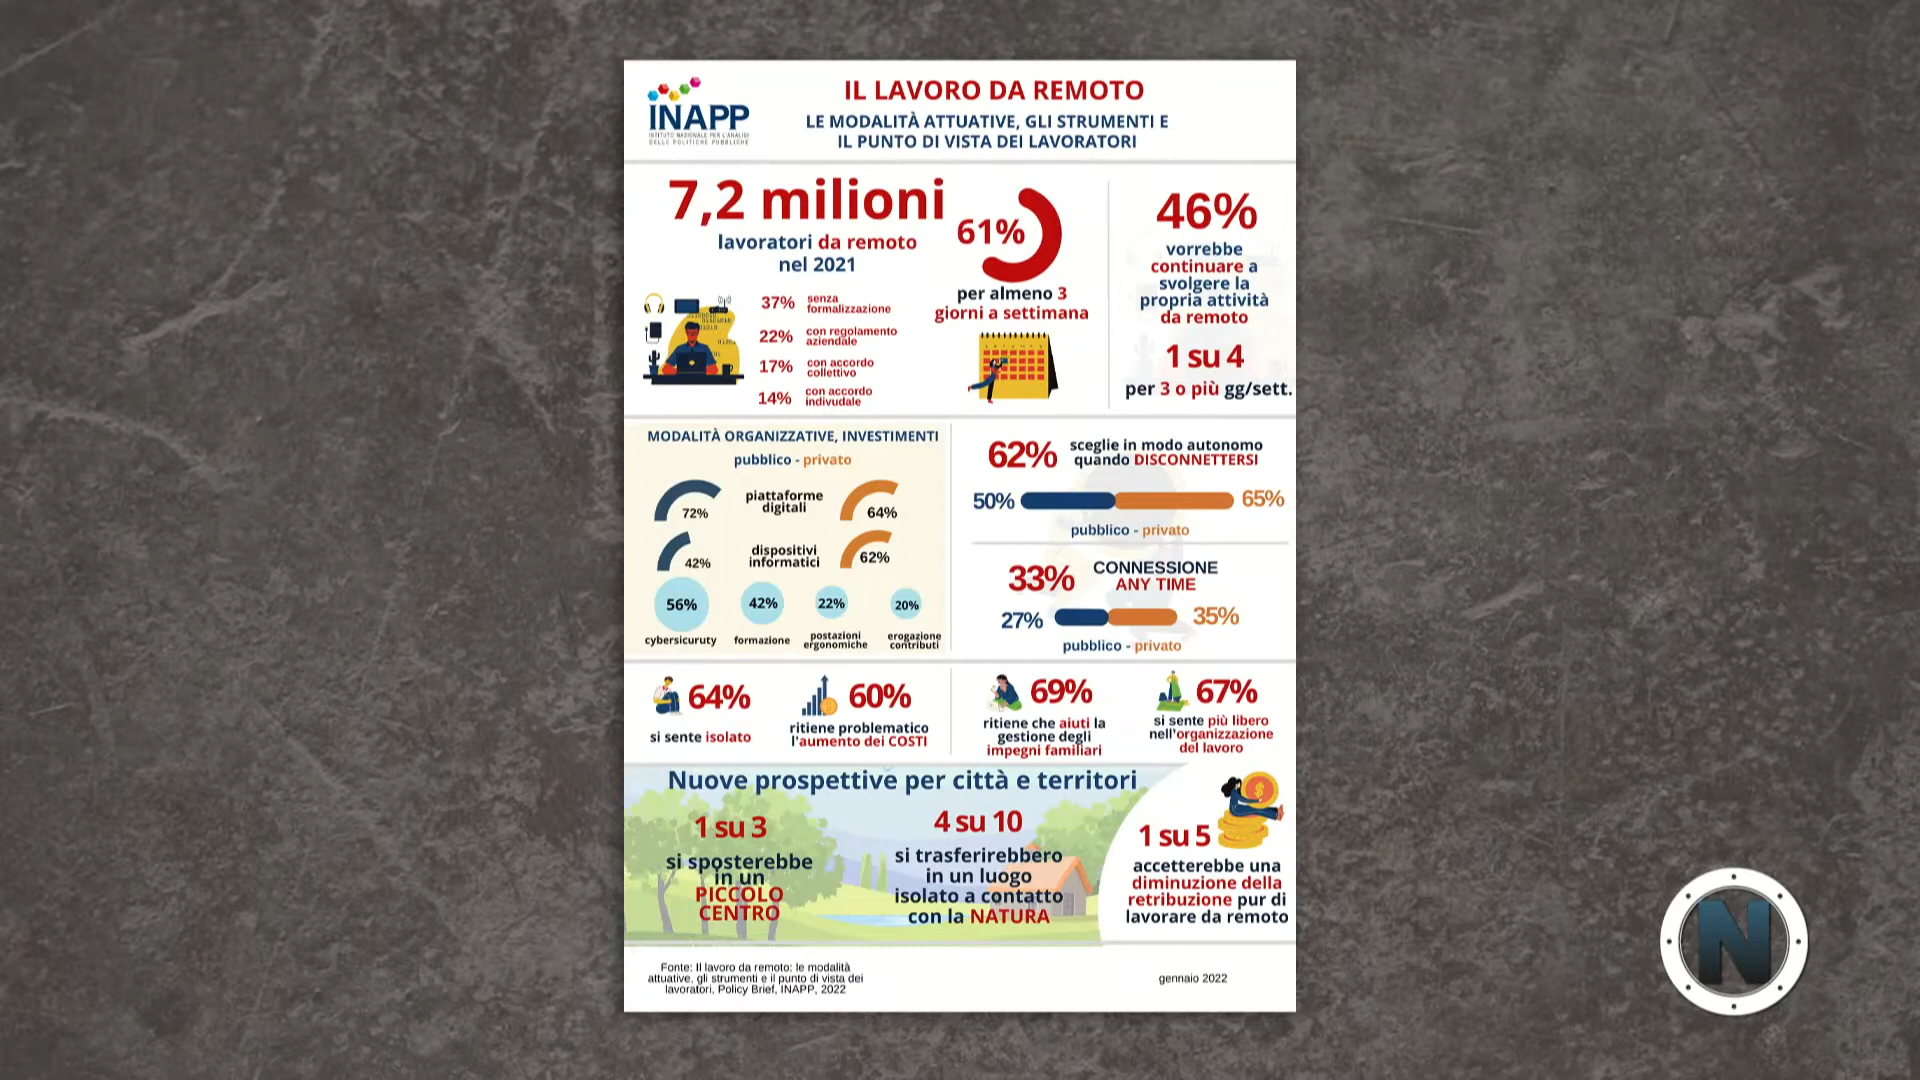 INAPP
ISTITUTO NAZIONALE PER L'ANALISI
DELLE POLITICHE PUBBLICHE
IL LAVORO DA REMOTO
LE MODALITÀ ATTUATIVE, GLI STRUMENTI E
IL PUNTO DI VISTA DEI LAVORATORI
7,2 milioni
lavoratori da remoto
nel 2021
37% senza
formalizzazione
22% con regolamento
aziendale
17% con accordo
collettivo
14% con accordo
indivudale
61%
per almeno 3
giorni a settimana
46%
vorrebbe
continuare a
svolgere la
propria attività
da remoto
1 su 4
per 3 o più gg/sett.
MODALITÀ ORGANIZZATIVE, INVESTIMENTI
pubblico - privato
72%
piattaforme
digitali
64%
42%
dispositivi
informatici
62%
56%
cybersicuruty
42%
formazione
22%
postazioni
ergonomiche
20%
erogazione
contributi
62% sceglie in modo autonomo
quando DISCONNETTERSI
50% 65%
pubblico - privato
33% CONNESSIONE
ANY TIME
27% 35%
pubblico - privato
64%
si sente isolato
60%
ritiene problematico
l'aumento dei COSTI
69%
ritiene che aiuti la
gestione degli
impegni familiari
67%
si sente più libero
nell'organizzazione
del lavoro
Nuove prospettive per città e territori
1 su 3
si sposterebbe
in un
PICCOLO
CENTRO
4 su 10
si trasferirebbero
in un luogo
isolato a contatto
con la NATURA
1 su 5
accetterebbe una
diminuzione della
retribuzione pur di
lavorare da remoto
Fonte: Il lavoro da remoto: le modalità
attuative, gli strumenti e il punto di vista dei
lavoratori, Policy Brief, INAPP, 2022
gennaio 2022
N